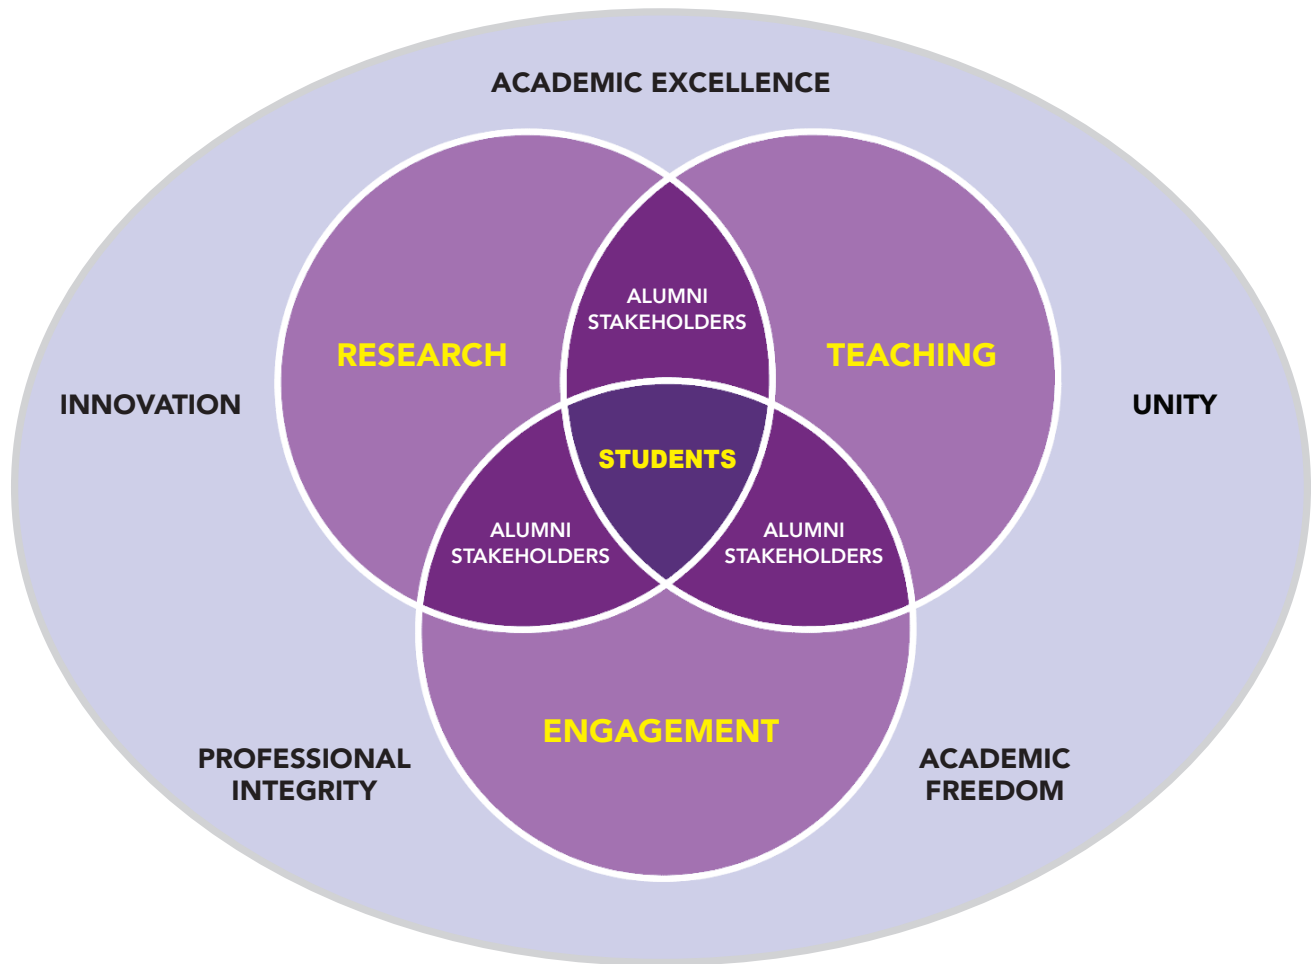 ACADEMIC EXCELLENCE
ALUMNI
STAKEHOLDERS
RESEARCH
TEACHING
INNOVATION
UNITY
STUDENTS
ALUMNI
STAKEHOLDERS
ALUMNI
STAKEHOLDERS
ENGAGEMENT
PROFESSIONAL
INTEGRITY
ACADEMIC
FREEDOM